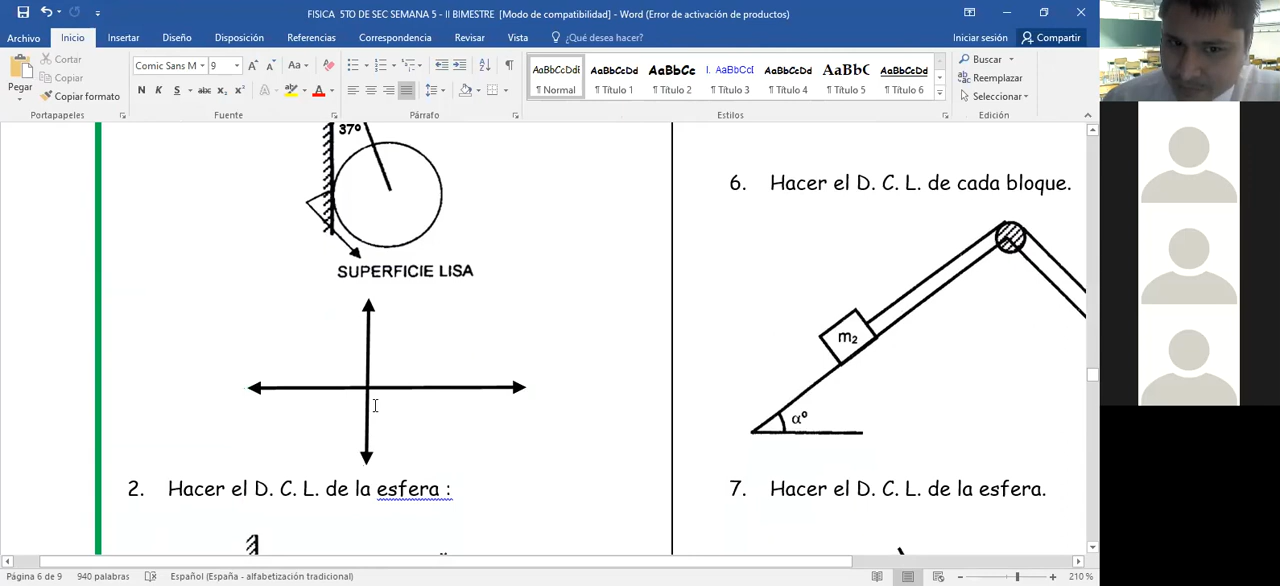 FISICA 5TO DE SEC SEMANA 5 - II BIMESTRE [Modo de compatibilidad] - Word (Error de activación de productos)
Archivo Inicio Insertar Diseño Disposición Referencias Correspondencia Revisar Vista ¿Qué desea hacer? Iniciar sesión Compartir
Pegar
Cortar
Copiar
Copiar formato
Portapapeles
Comic Sans M 9
N K S abc x₂ x²
Fuente
Párrafo
AaBbCcDdI
¶ Normal
AaBbCcDd
¶ Título 1
AaBbCc
¶ Título 2
I. AaBbCcI
¶ Título 3
AaBbCcDd
¶ Título 4
AaBbC
¶ Título 5
AaBbCcDd
¶ Título 6
Estilos
Buscar
Reemplazar
Seleccionar
Edición
37º
SUPERFICIE LISA
2. Hacer el D. C. L. de la esfera :
6. Hacer el D. C. L. de cada bloque.
m₂
α°
7. Hacer el D. C. L. de la esfera.
Página 6 de 9 940 palabras Español (España - alfabetización tradicional) 210 %